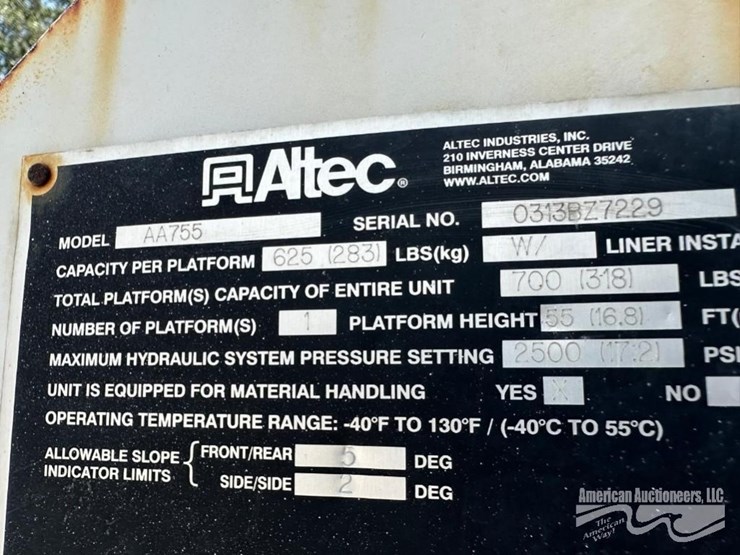 Altec®
ALTEC INDUSTRIES, INC.
210 INVERNESS CENTER DRIVE
BIRMINGHAM, ALABAMA 35242
WWW.ALTEC.COM
MODEL AA755 SERIAL NO. 0313BZ7229
CAPACITY PER PLATFORM 625 (283) LBS(kg) W/ LINER INSTA
TOTAL PLATFORM(S) CAPACITY OF ENTIRE UNIT 700 (318) LBS
NUMBER OF PLATFORM(S) 1 PLATFORM HEIGHT 55 (16.8) FT(
MAXIMUM HYDRAULIC SYSTEM PRESSURE SETTING 2500 (17.2) PSI
UNIT IS EQUIPPED FOR MATERIAL HANDLING YES X NO
OPERATING TEMPERATURE RANGE: -40°F TO 130°F / (-40°C TO 55°C)
ALLOWABLE SLOPE INDICATOR LIMITS
FRONT/REAR 5 DEG
SIDE/SIDE 2 DEG
American Auctioneers, LLC.
The American Way!